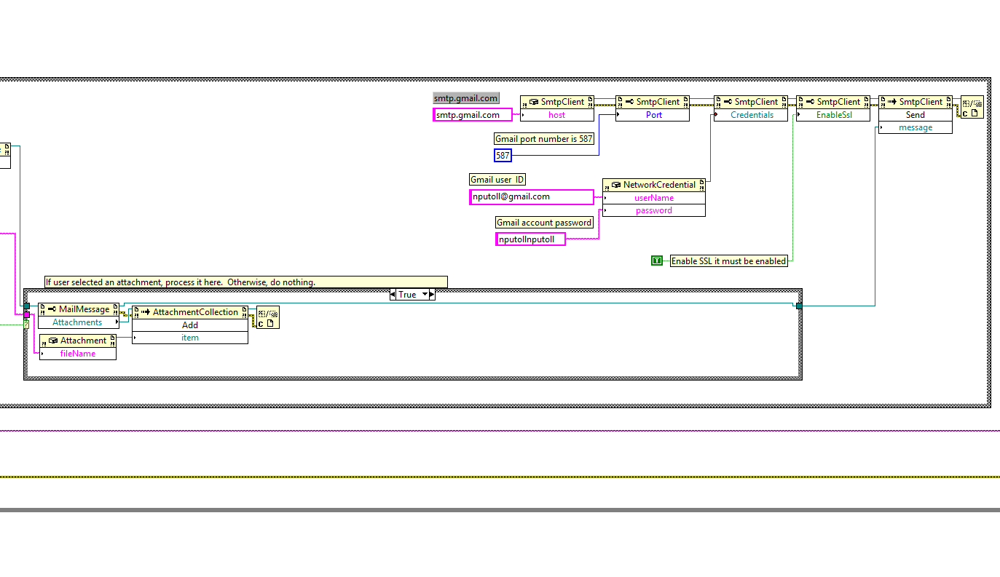 smtp.gmail.com
SmtpClient
SmtpClient
SmtpClient
SmtpClient
SmtpClient
smtp.gmail.com
host
Port
Credentials
EnableSsl
Send
message
Gmail port number is 587
587
Gmail user ID
NetworkCredential
nputoll@gmail.com
userName
password
Gmail account password
nputollnputoll
T
Enable SSL it must be enabled
If user selected an attachment, process it here. Otherwise, do nothing.
True
MailMessage
Attachments
AttachmentCollection
Add
item
Attachment
fileName
?
C
C